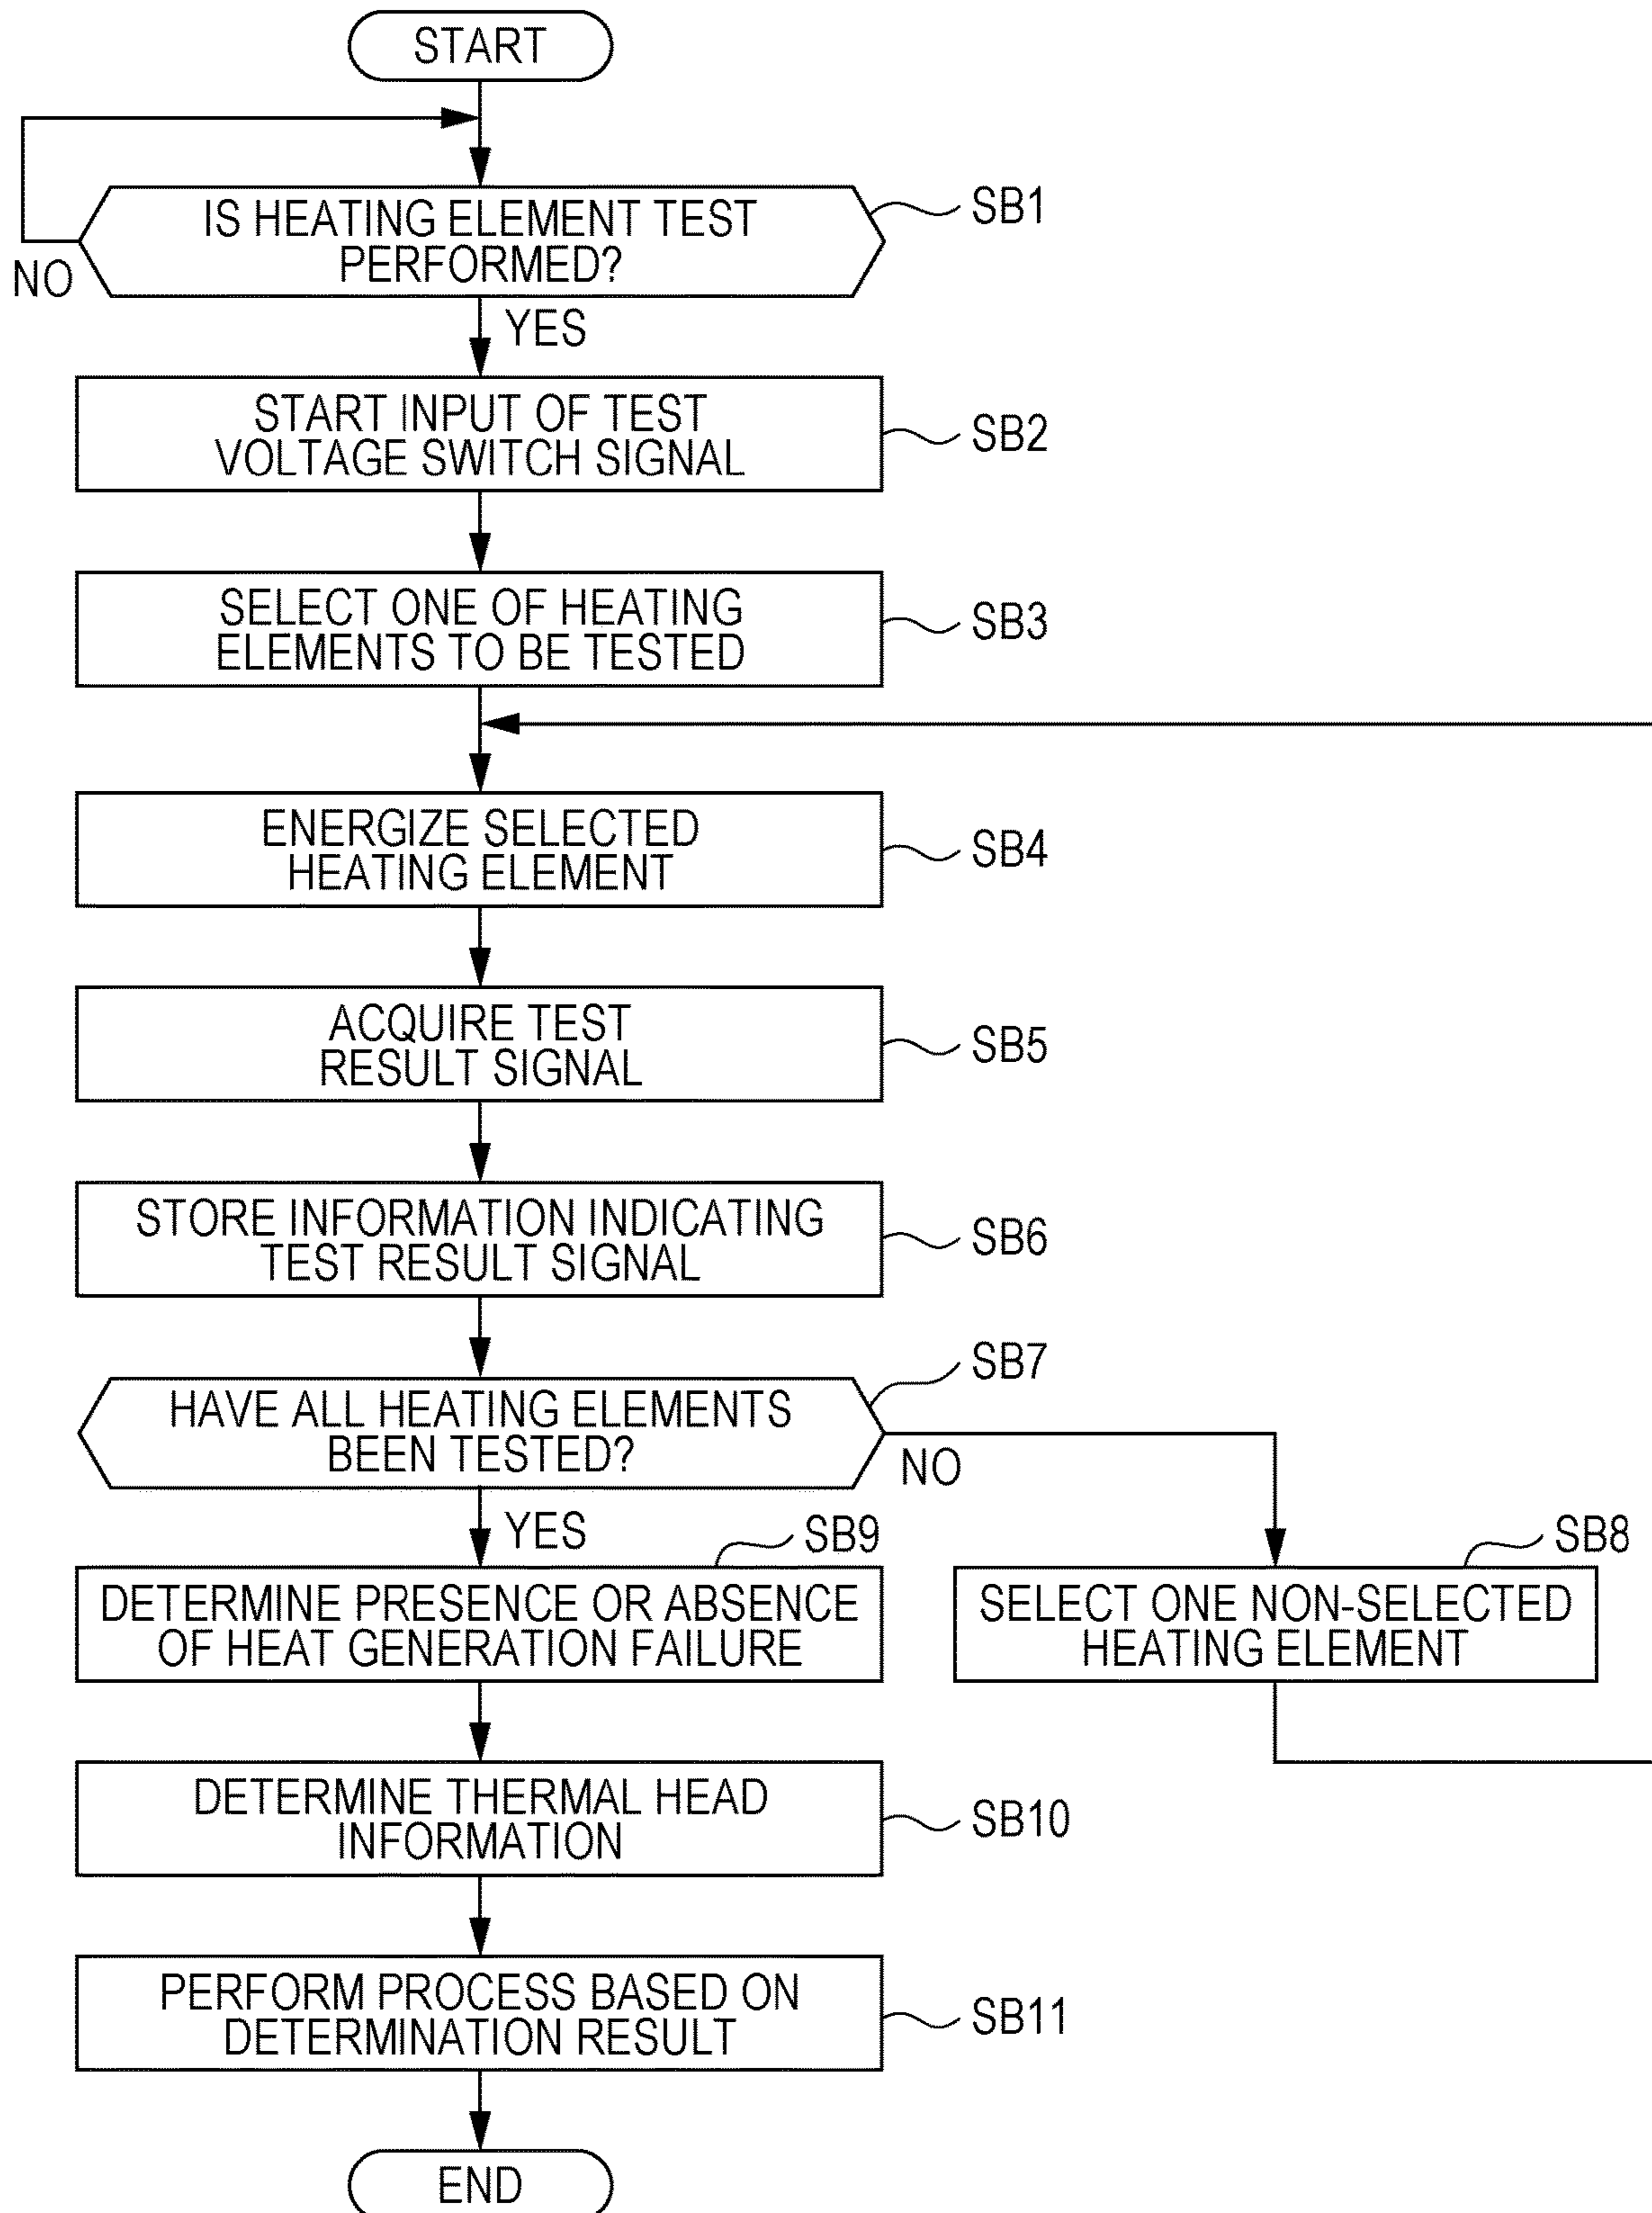 START
IS HEATING ELEMENT TEST
PERFORMED?
SB1
NO
YES
START INPUT OF TEST
VOLTAGE SWITCH SIGNAL
SB2
SELECT ONE OF HEATING
ELEMENTS TO BE TESTED
SB3
ENERGIZE SELECTED
HEATING ELEMENT
SB4
ACQUIRE TEST
RESULT SIGNAL
SB5
STORE INFORMATION INDICATING
TEST RESULT SIGNAL
SB6
HAVE ALL HEATING ELEMENTS
BEEN TESTED?
SB7
NO
YES
SB9
DETERMINE PRESENCE OR ABSENCE
OF HEAT GENERATION FAILURE
SB8
SELECT ONE NON-SELECTED
HEATING ELEMENT
DETERMINE THERMAL HEAD
INFORMATION
SB10
PERFORM PROCESS BASED ON
DETERMINATION RESULT
SB11
END